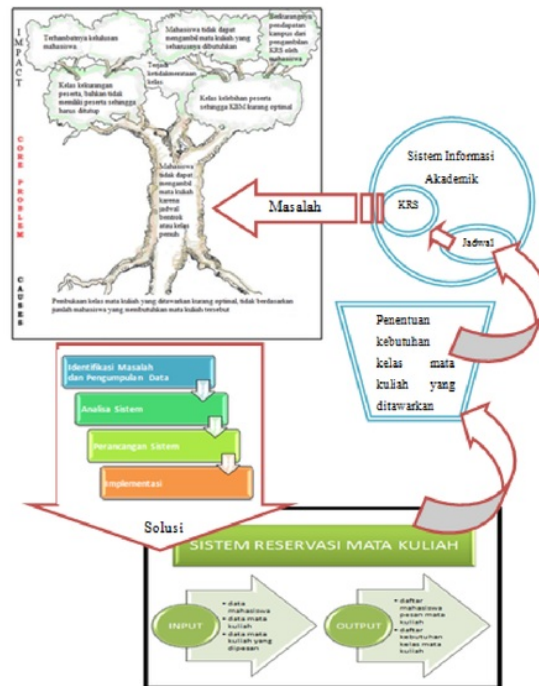 IMPACT
CORE PROBLEM
CAUSES
Terhambatnya kelulusan
mahasiswa
Mahasiswa tidak dapat
mengambil mata kuliah yang
seharusnya dibutuhkan
Berkurangnya
pendapatan
kampus dari
pengambilan
KRS oleh
mahasiswa
Kelas kekurangan
peserta, bahkan tidak
memiliki peserta sehingga
harus ditutup
Terjadi
kelas
Kelas kelebihan peserta
sehingga KBM kurang optimal
Mahasiswa
tidak dapat
mengambil
mata kuliah
karena
jadwal
bentrok
atau kelas
penuh
Pembukaan kelas mata kuliah yang ditawarkan kurang optimal, tidak berdasarkan
jumlah mahasiswa yang membutuhkan mata kuliah tersebut
Masalah
Sistem Informasi
Akademik
KRS
Jadwal
Penentuan
kebutuhan
kelas mata
kuliah yang
ditawarkan
Identifikasi Masalah
dan Pengumpulan Data
Analisa Sistem
Perancangan Sistem
Implementasi
Solusi
SISTEM RESERVASI MATA KULIAH
INPUT
• data
mahasiswa
• data mata
kuliah
• data mata
kuliah yang
dipesan
OUTPUT
• daftar
mahasiswa
pesan mata
kuliah
• daftar
kebutuhan
kelas mata
kuliah